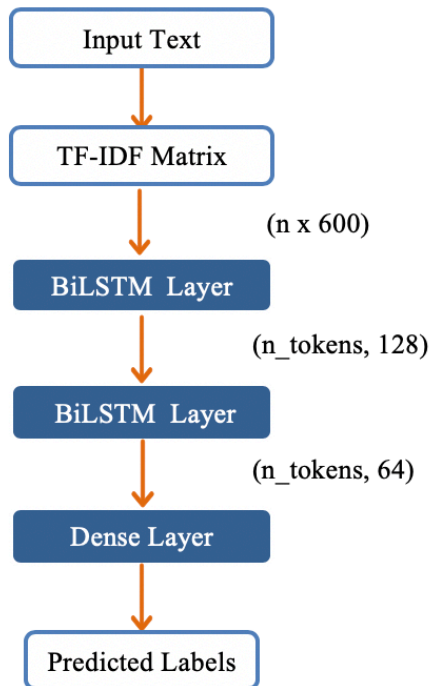 Input Text
TF-IDF Matrix
(n x 600)
BiLSTM Layer
(n_tokens, 128)
BiLSTM Layer
(n_tokens, 64)
Dense Layer
Predicted Labels